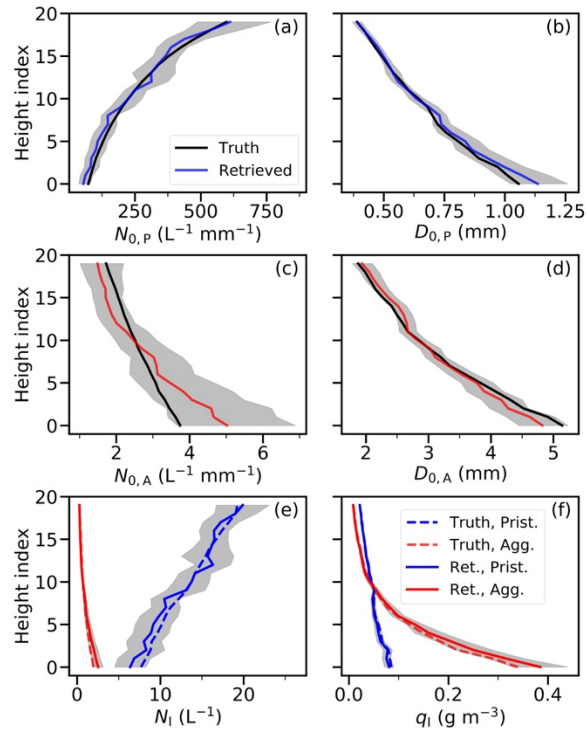 20
15
10
5
0
Height index
(a)
Truth
Retrieved
250 500 750
N0,P (L−1 mm−1)
(b)
0.50 0.75 1.00 1.25
D0,P (mm)
20
15
10
5
0
Height index
(c)
2 4 6
N0,A (L−1 mm−1)
(d)
2 3 4 5
D0,A (mm)
20
15
10
5
0
Height index
(e)
0 10 20
NI (L−1)
(f)
Truth, Prist.
Truth, Agg.
Ret., Prist.
Ret., Agg.
0.0 0.2 0.4
qI (g m−3)